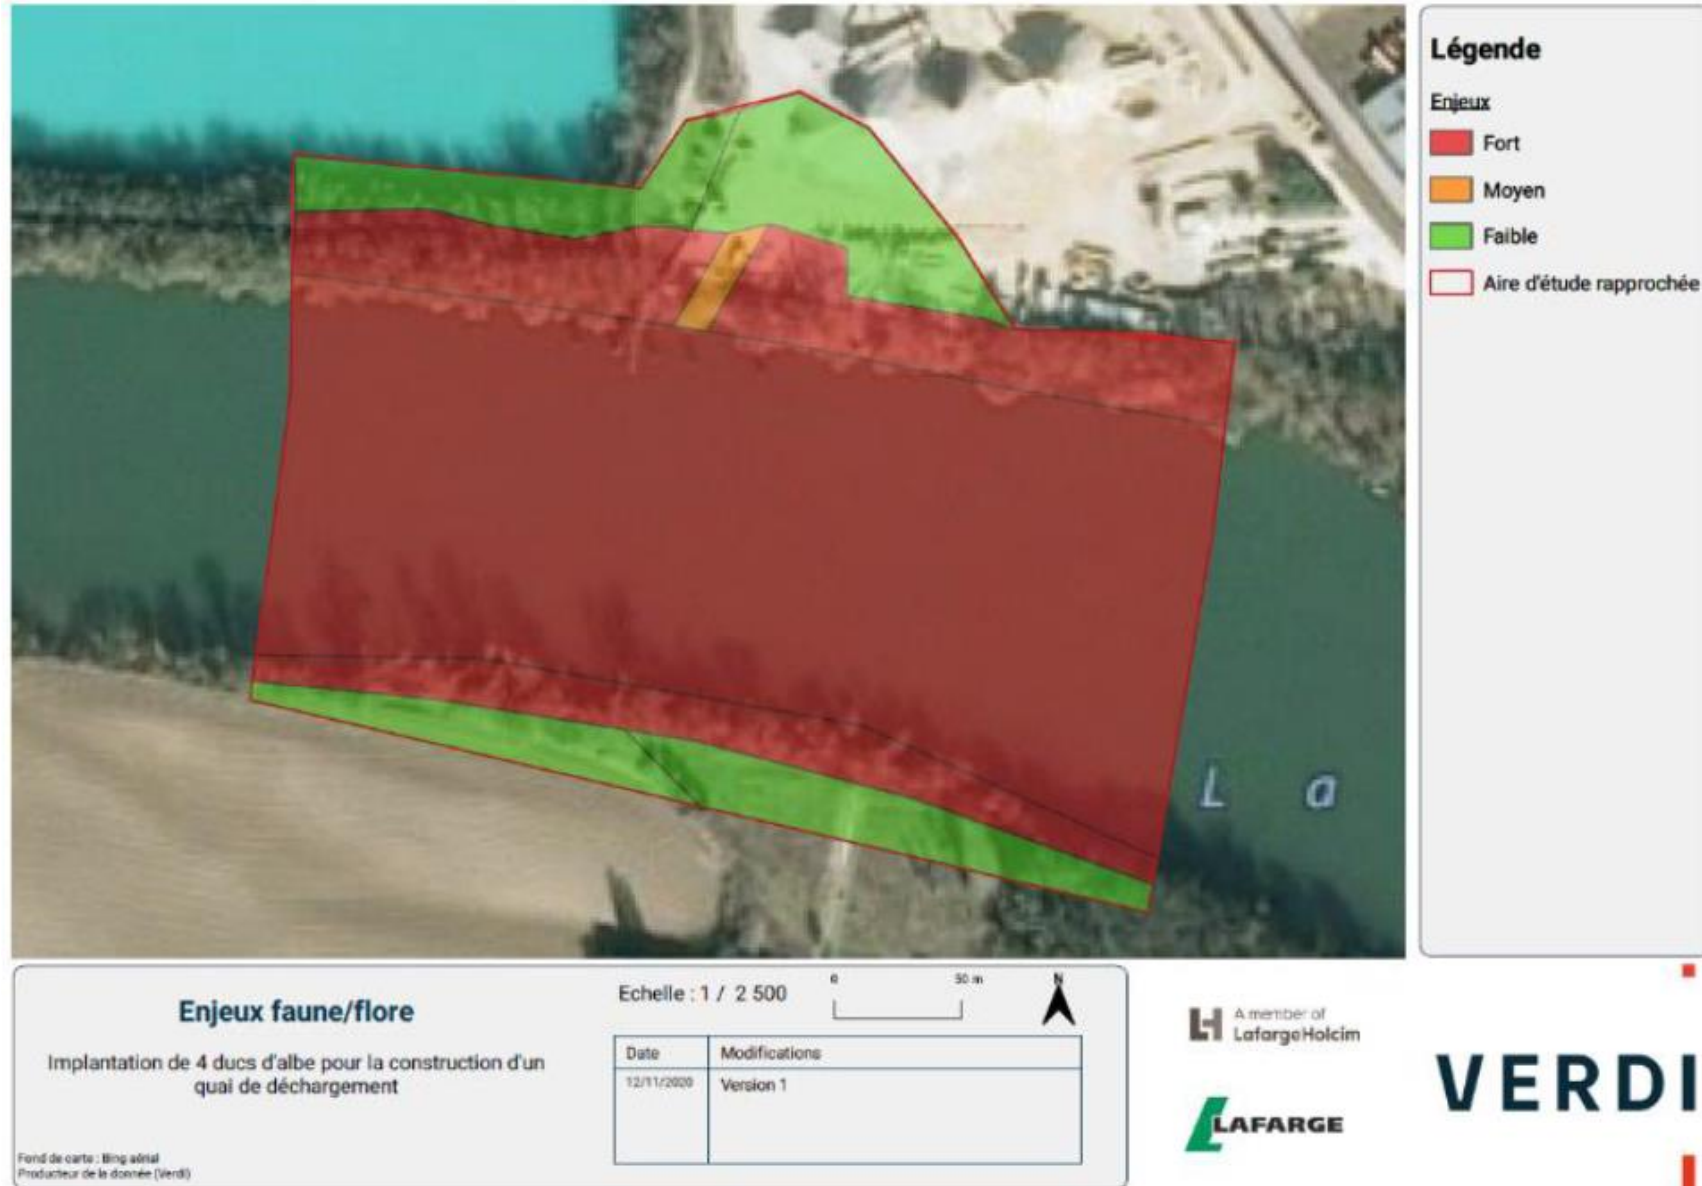 Légende
Enjeux
Fort
Moyen
Faible
Aire d'étude rapprochée
L a
Enjeux faune/flore
Implantation de 4 ducs d'albe pour la construction d'un
quai de déchargement
Fond de carte : Bing aérial
Producteur de la donnée (Verdi)
Echelle : 1 / 2 500
0 50 m
N
Date Modifications
12/11/2020 Version 1
A member of
LafargeHolcim
LAFARGE
VERDI